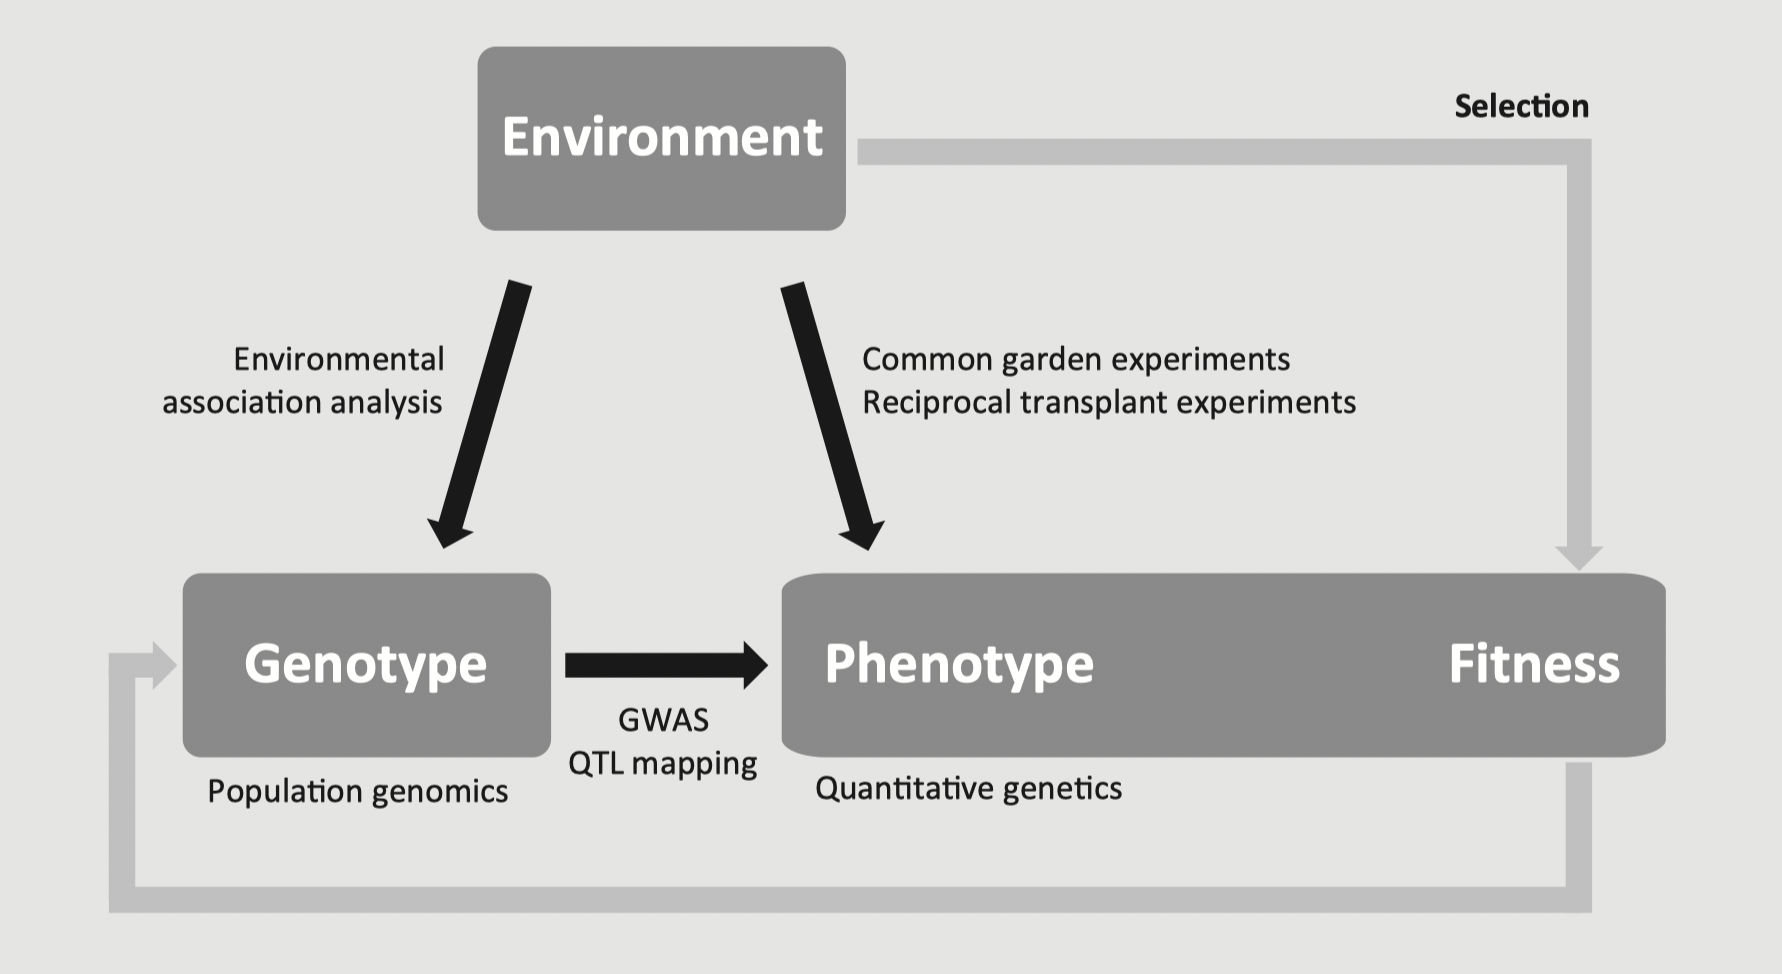 Environment
Selection
Environmental
association analysis
Common garden experiments
Reciprocal transplant experiments
Genotype
Phenotype
Fitness
GWAS
QTL mapping
Population genomics
Quantitative genetics